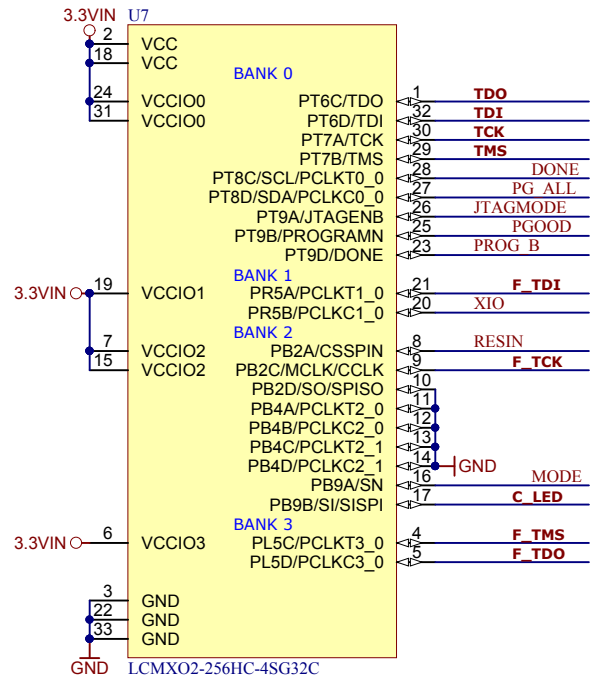 3.3VIN U7
2 VCC
18 VCC
BANK 0
24 VCCIO0 PT6C/TDO 1 TDO
31 VCCIO0 PT6D/TDI 32 TDI
PT7A/TCK 30 TCK
PT7B/TMS 29 TMS
PT8C/SCL/PCLKT0_0 28 DONE
PT8D/SDA/PCLKC0_0 27 PG_ALL
PT9A/JTAGENB 26 JTAGMODE
PT9B/PROGRAMN 25 PGOOD
PT9D/DONE 23 PROG_B
BANK 1
3.3VIN 19 VCCIO1 PR5A/PCLKT1_0 21 F_TDI
PR5B/PCLKC1_0 20 XIO
BANK 2
7 VCCIO2 PB2A/CSSPIN 8 RESIN
15 VCCIO2 PB2C/MCLK/CCLK 9 F_TCK
PB2D/SO/SPISO 10
PB4A/PCLKT2_0 11
PB4B/PCLKC2_0 12
PB4C/PCLKT2_1 13
PB4D/PCLKC2_1 14 GND
PB9A/SN 16 MODE
PB9B/SI/SISPI 17 C_LED
BANK 3
3.3VIN 6 VCCIO3 PL5C/PCLKT3_0 4 F_TMS
PL5D/PCLKC3_0 5 F_TDO
3 GND
22 GND
33 GND
GND LCMXO2-256HC-4SG32C